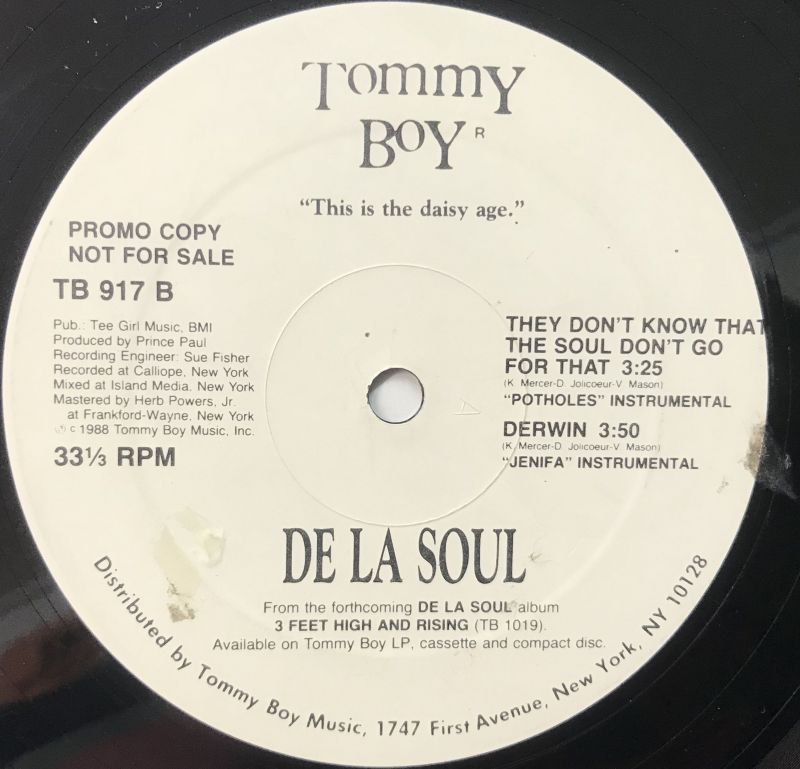 Tommy
Boy R
“This is the daisy age.”
PROMO COPY
NOT FOR SALE
TB 917 B
Pub.: Tee Girl Music, BMI
Produced by Prince Paul
Recording Engineer: Sue Fisher
Recorded at Calliope, New York
Mixed at Island Media, New York
Mastered by Herb Powers, Jr.
at Frankford-Wayne, New York
℗ c 1988 Tommy Boy Music, Inc.
33⅓ RPM
THEY DON'T KNOW THAT
THE SOUL DON'T GO
FOR THAT 3:25
(K. Mercer-D. Jolicoeur-V. Mason)
“POTHOLES” INSTRUMENTAL
DERWIN 3:50
(K. Mercer-D. Jolicoeur-V. Mason)
“JENIFA” INSTRUMENTAL
DE LA SOUL
From the forthcoming DE LA SOUL album
3 FEET HIGH AND RISING (TB 1019).
Available on Tommy Boy LP, cassette and compact disc.
Distributed by Tommy Boy Music, 1747 First Avenue, New York, NY 10128